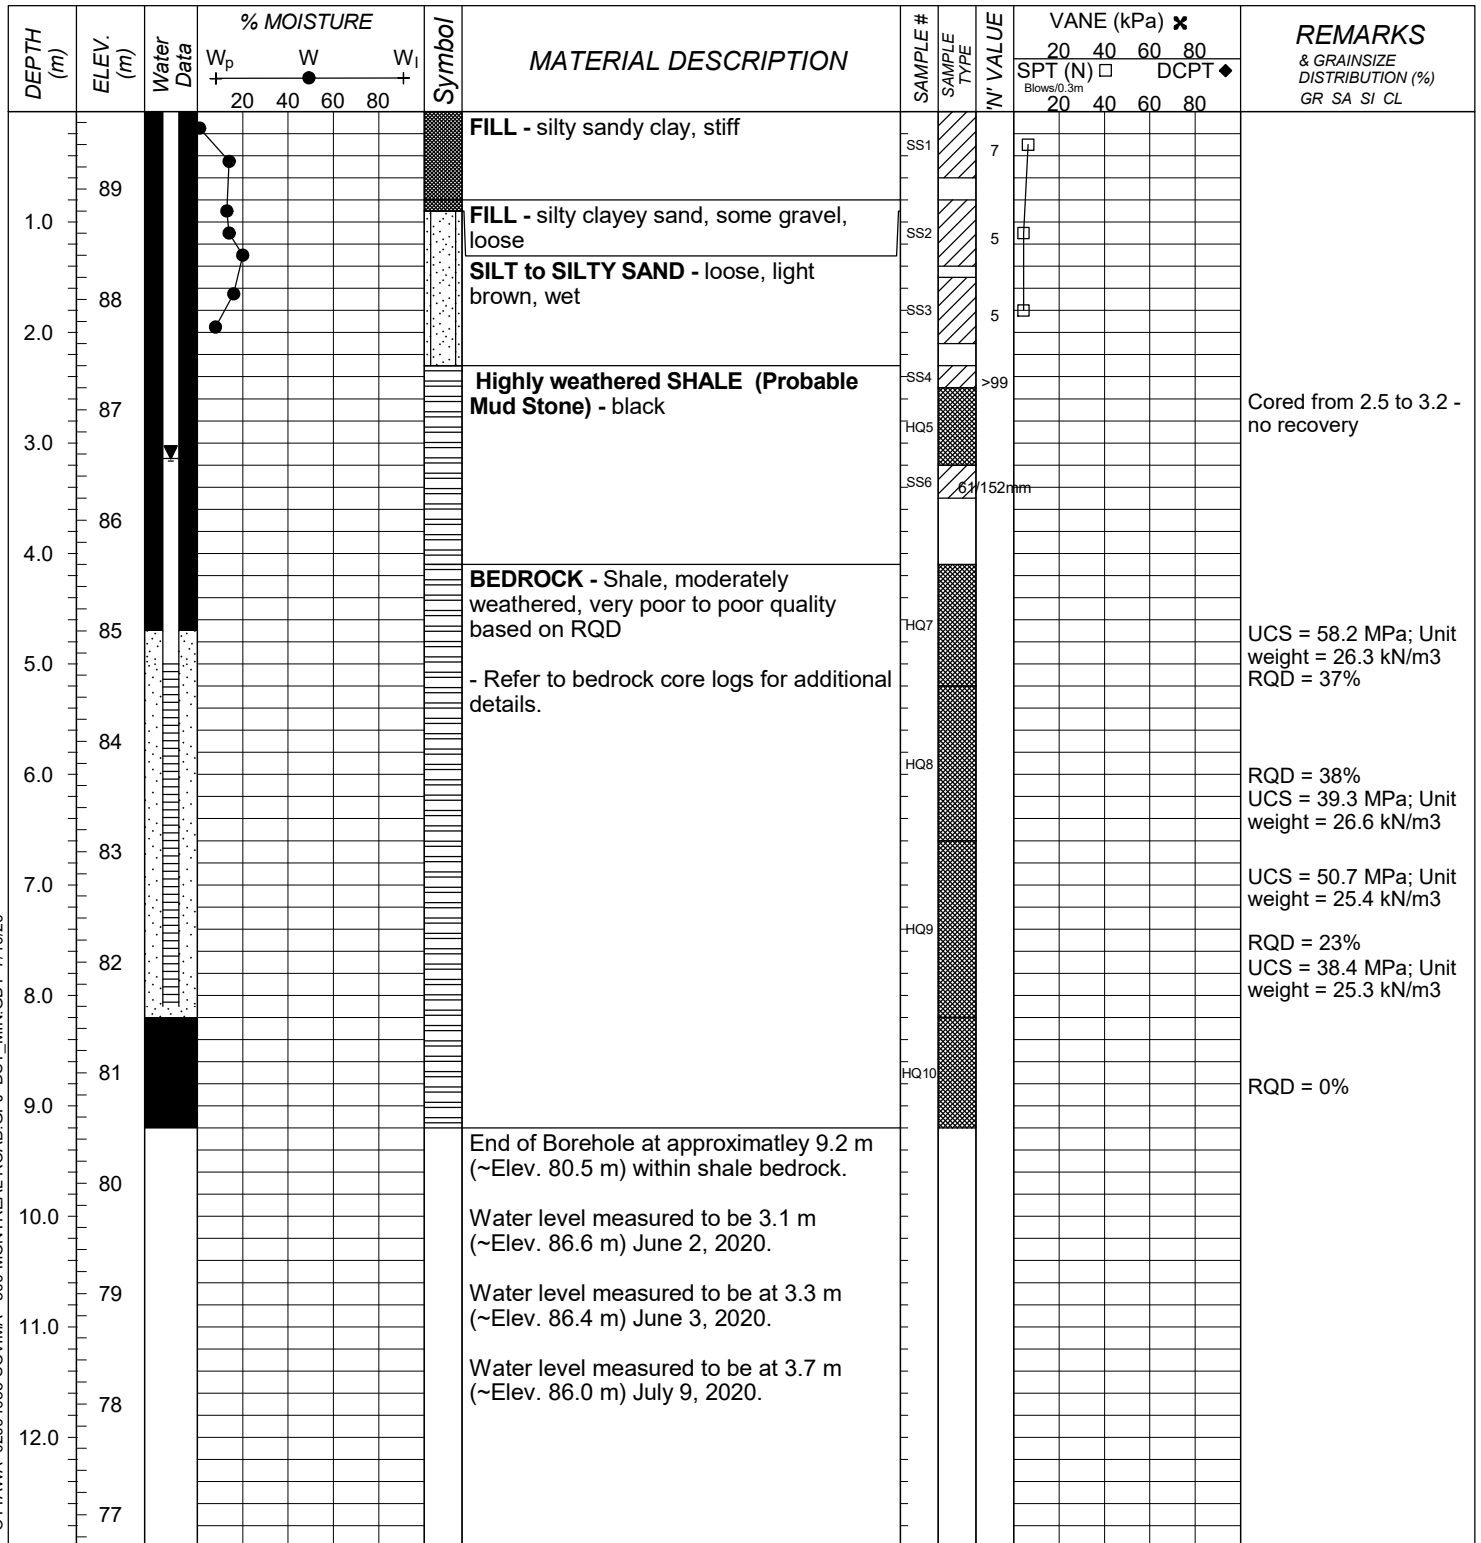 DEPTH (m)
ELEV. (m)
Water Data
% MOISTURE
Wp W Wl
20 40 60 80
Symbol
MATERIAL DESCRIPTION
SAMPLE #
SAMPLE TYPE
'N' VALUE
VANE (kPa)
20 40 60 80
SPT (N) DCPT
Blows/0.3m
20 40 60 80
REMARKS
& GRAINSIZE
DISTRIBUTION (%)
GR SA SI CL
FILL - silty sandy clay, stiff
SS1
7
89
1.0
FILL - silty clayey sand, some gravel,
loose
SS2
5
SILT to SILTY SAND - loose, light
brown, wet
88
SS3
5
2.0
Highly weathered SHALE (Probable
Mud Stone) - black
SS4
>99
87
Cored from 2.5 to 3.2 -
no recovery
HQ5
3.0
SS6
61/152mm
86
4.0
BEDROCK - Shale, moderately
weathered, very poor to poor quality
based on RQD
HQ7
85
UCS = 58.2 MPa; Unit
weight = 26.3 kN/m3
RQD = 37%
5.0
- Refer to bedrock core logs for additional
details.
84
HQ8
6.0
RQD = 38%
UCS = 39.3 MPa; Unit
weight = 26.6 kN/m3
83
7.0
UCS = 50.7 MPa; Unit
weight = 25.4 kN/m3
HQ9
RQD = 23%
82
UCS = 38.4 MPa; Unit
weight = 25.3 kN/m3
8.0
81
HQ10
RQD = 0%
9.0
End of Borehole at approximatley 9.2 m
(~Elev. 80.5 m) within shale bedrock.
80
10.0
Water level measured to be 3.1 m
(~Elev. 86.6 m) June 2, 2020.
79
Water level measured to be at 3.3 m
(~Elev. 86.4 m) June 3, 2020.
11.0
Water level measured to be at 3.7 m
(~Elev. 86.0 m) July 9, 2020.
78
12.0
77